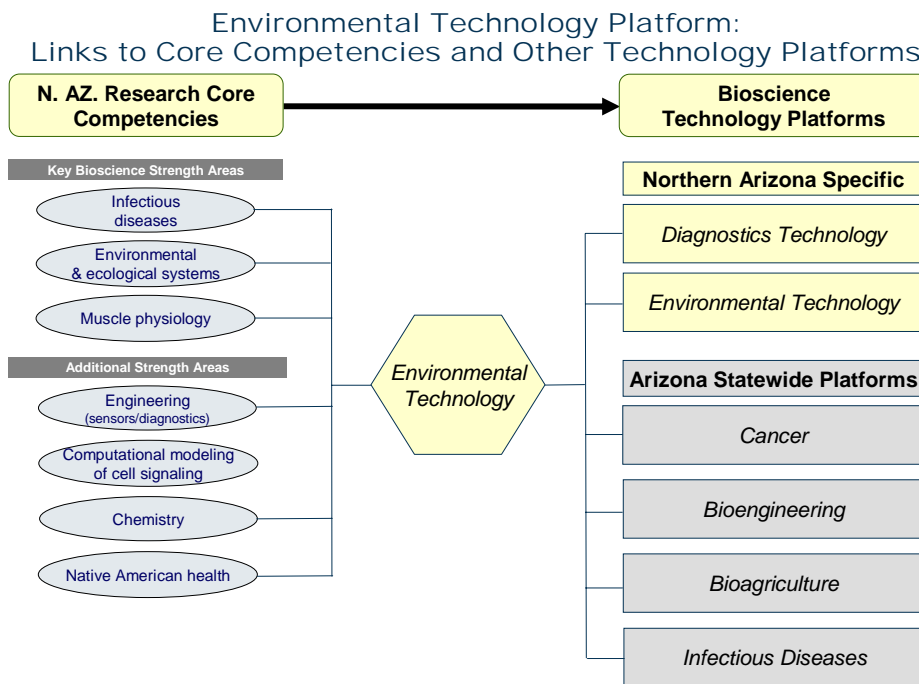 Environmental Technology Platform:
Links to Core Competencies and Other Technology Platforms
N. AZ. Research Core
Competencies
Bioscience
Technology Platforms
Key Bioscience Strength Areas
Infectious
diseases
Environmental
& ecological systems
Muscle physiology
Additional Strength Areas
Engineering
(sensors/diagnostics)
Computational modeling
of cell signaling
Chemistry
Native American health
Environmental
Technology
Northern Arizona Specific
Diagnostics Technology
Environmental Technology
Arizona Statewide Platforms
Cancer
Bioengineering
Bioagriculture
Infectious Diseases